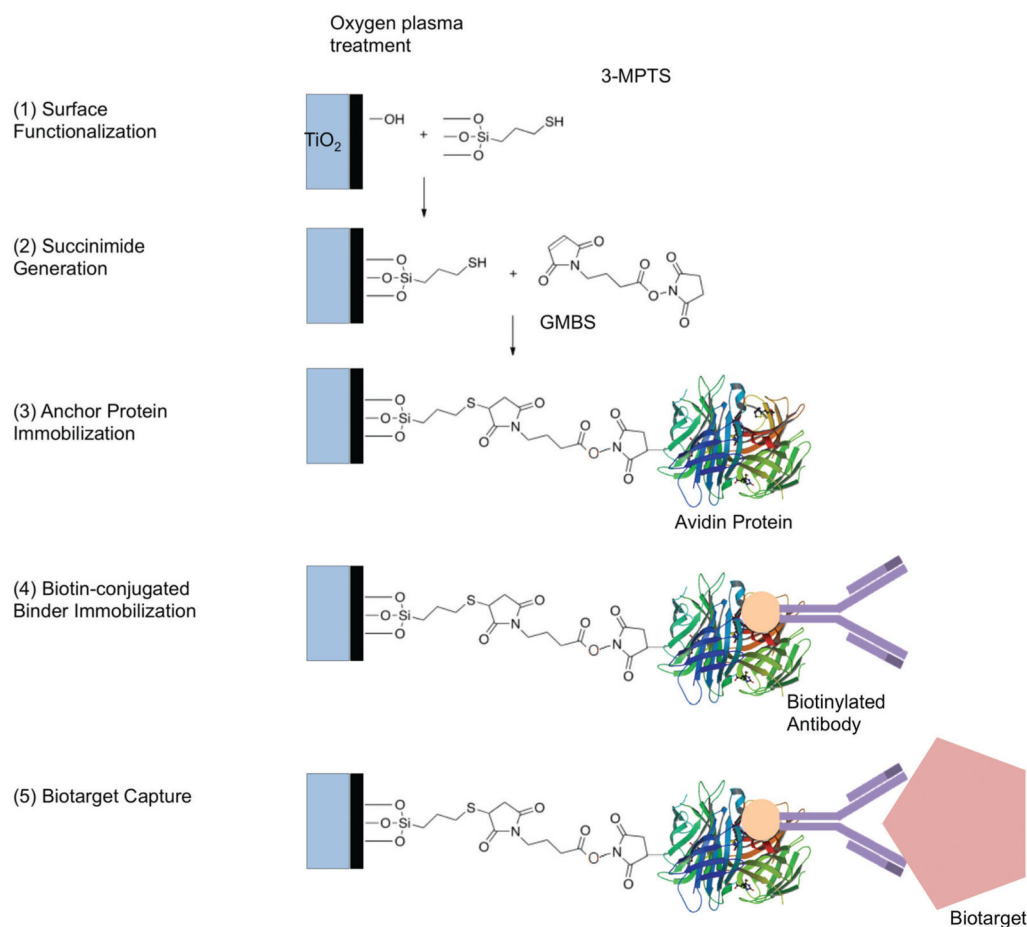 Oxygen plasma
treatment
3-MPTS
(1) Surface
Functionalization
TiO2
OH
+
O
O
O
Si
SH
(2) Succinimide
Generation
O
O
O
Si
SH
+
O
N
O
O
O
N
O
O
GMBS
(3) Anchor Protein
Immobilization
O
O
O
Si
S
O
O
N
O
O
N
O
O
Avidin Protein
(4) Biotin-conjugated
Binder Immobilization
O
O
O
Si
S
O
O
N
O
O
N
O
O
Biotinylated
Antibody
(5) Biotarget Capture
O
O
O
Si
S
O
O
N
O
O
N
O
O
Biotarget